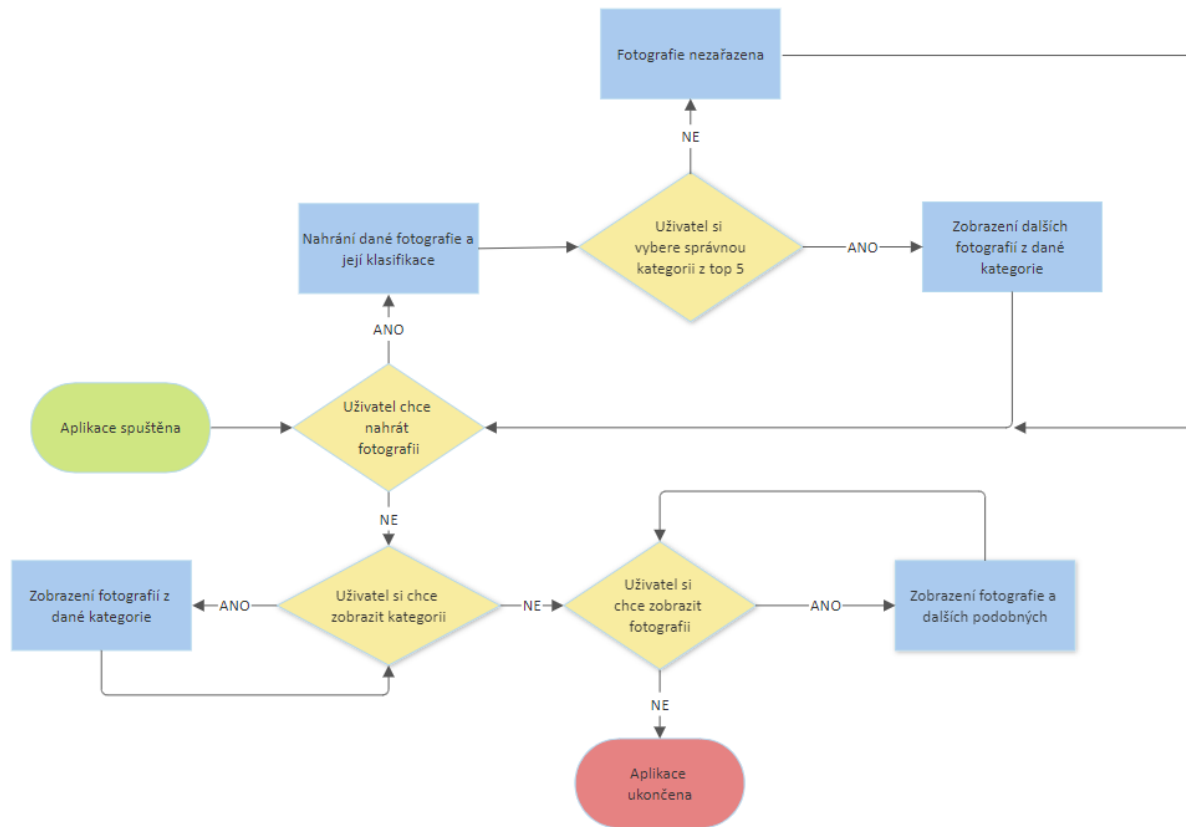 Fotografie nezařazena
NE
Uživatel si
vybere správnou
kategorii z top 5
ANO
Zobrazení dalších
fotografií z dané
kategorie
Nahrání dané fotografie a
její klasifikace
ANO
Aplikace spuštěna
Uživatel chce
nahrát
fotografii
NE
Zobrazení fotografií z
dané kategorie
ANO
Uživatel si chce
zobrazit kategorii
NE
Uživatel si
chce zobrazit
fotografii
ANO
Zobrazení fotografie a
dalších podobných
NE
Aplikace
ukončena